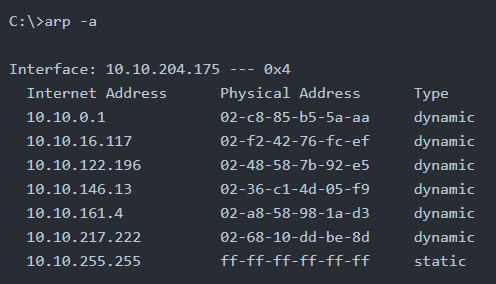 C:\>arp -a
Interface: 10.10.204.175 --- 0x4
Internet Address Physical Address Type
10.10.0.1 02-c8-85-b5-5a-aa dynamic
10.10.16.117 02-f2-42-76-fc-ef dynamic
10.10.122.196 02-48-58-7b-92-e5 dynamic
10.10.146.13 02-36-c1-4d-05-f9 dynamic
10.10.161.4 02-a8-58-98-1a-d3 dynamic
10.10.217.222 02-68-10-dd-be-8d dynamic
10.10.255.255 ff-ff-ff-ff-ff-ff static